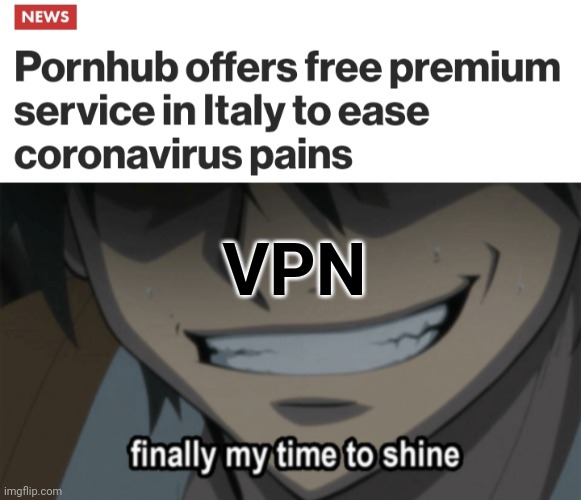 NEWS
Pornhub offers free premium
service in Italy to ease
coronavirus pains
VPN
finally my time to shine
imgflip.com